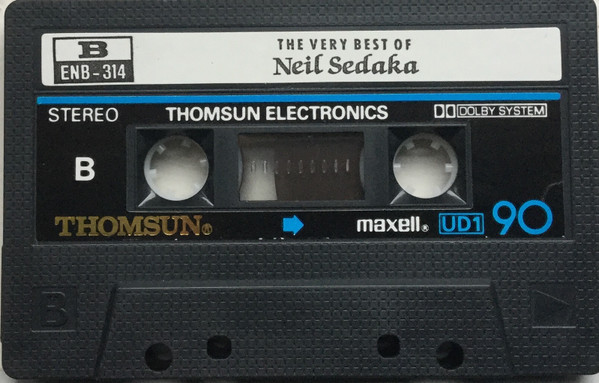 B
ENB-314
THE VERY BEST OF
Neil Sedaka
STEREO
THOMSUN ELECTRONICS
DOLBY SYSTEM
B
THOMSUN®
maxell® UD1 90
B